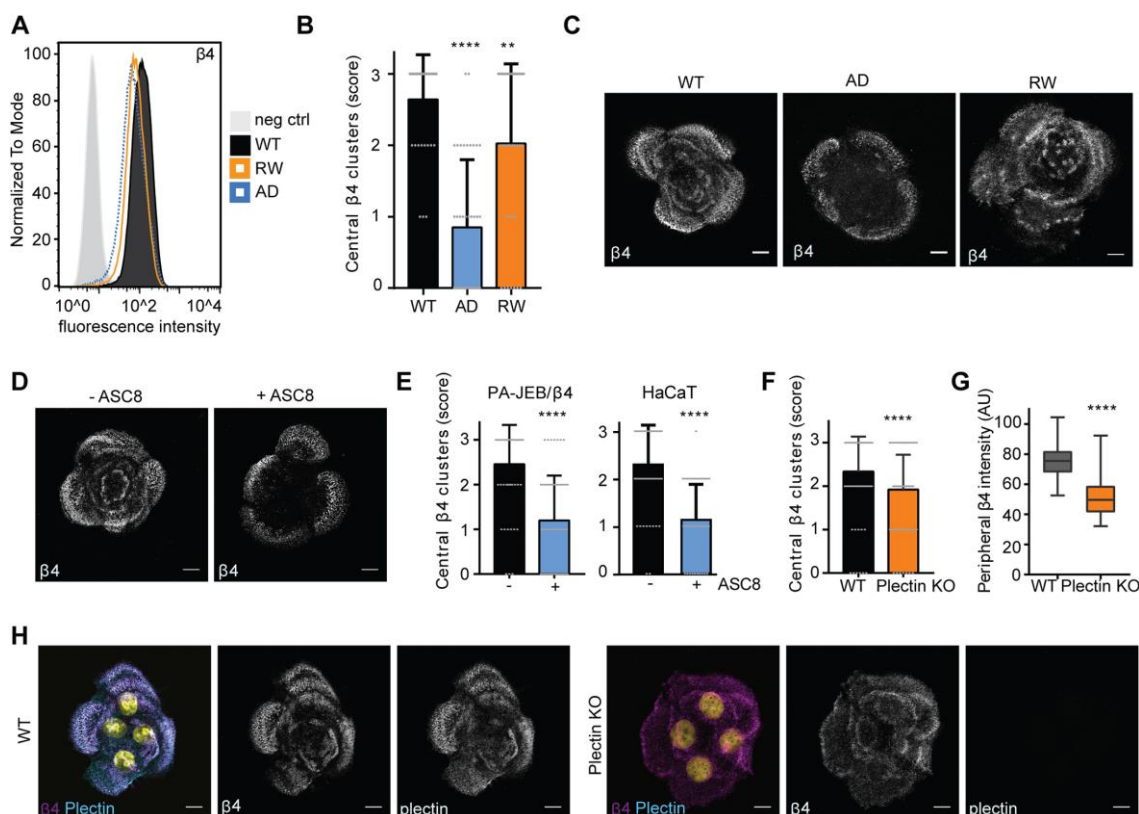 A
β4
Normalized To Mode
100
80
60
40
20
0
10^0 10^2 10^4
fluorescence intensity
neg ctrl
WT
RW
AD
B
**** **
Central β4 clusters (score)
3
2
1
0
WT AD RW
C
WT AD RW
β4 β4 β4
D
- ASC8 + ASC8
β4 β4
E
PA-JEB/β4 HaCaT
**** ****
Central β4 clusters (score)
3
2
1
0
- +
3
2
1
0
- + ASC8
F
****
Central β4 clusters (score)
3
2
1
0
WT Plectin KO
G
****
Peripheral β4 intensity (AU)
100
80
60
40
20
0
WT Plectin KO
H
WT
β4 Plectin β4 plectin
Plectin KO
β4 Plectin β4 plectin